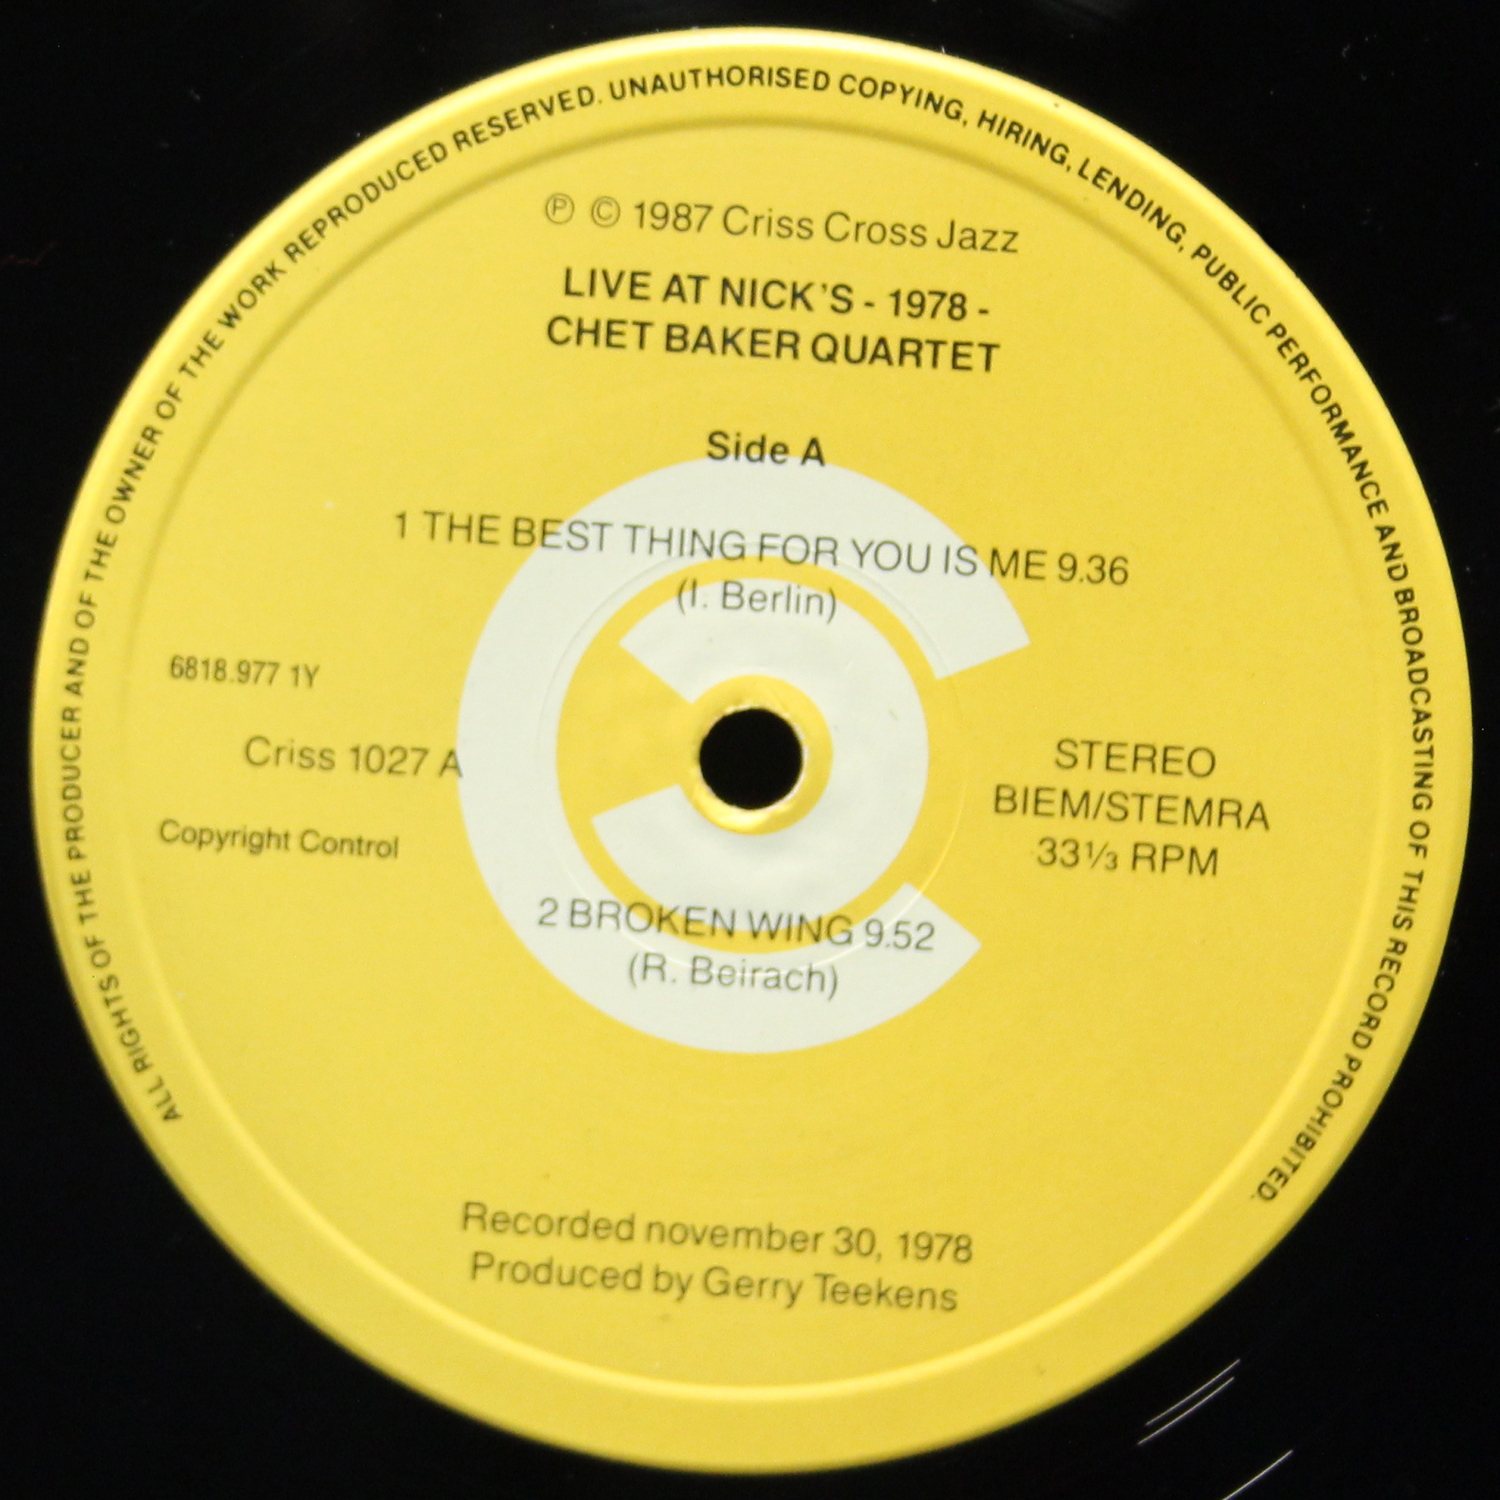 ALL RIGHTS OF THE PRODUCER AND OF THE OWNER OF THE WORK REPRODUCED RESERVED. UNAUTHORISED COPYING, HIRING, LENDING, PUBLIC PERFORMANCE AND BROADCASTING OF THIS RECORD PROHIBITED.
℗ © 1987 Criss Cross Jazz
LIVE AT NICK'S - 1978 -
CHET BAKER QUARTET
Side A
1 THE BEST THING FOR YOU IS ME 9.36
(I. Berlin)
6818.977 1Y
Criss 1027 A
Copyright Control
STEREO
BIEM/STEMRA
33⅓ RPM
2 BROKEN WING 9.52
(R. Beirach)
Recorded november 30, 1978
Produced by Gerry Teekens